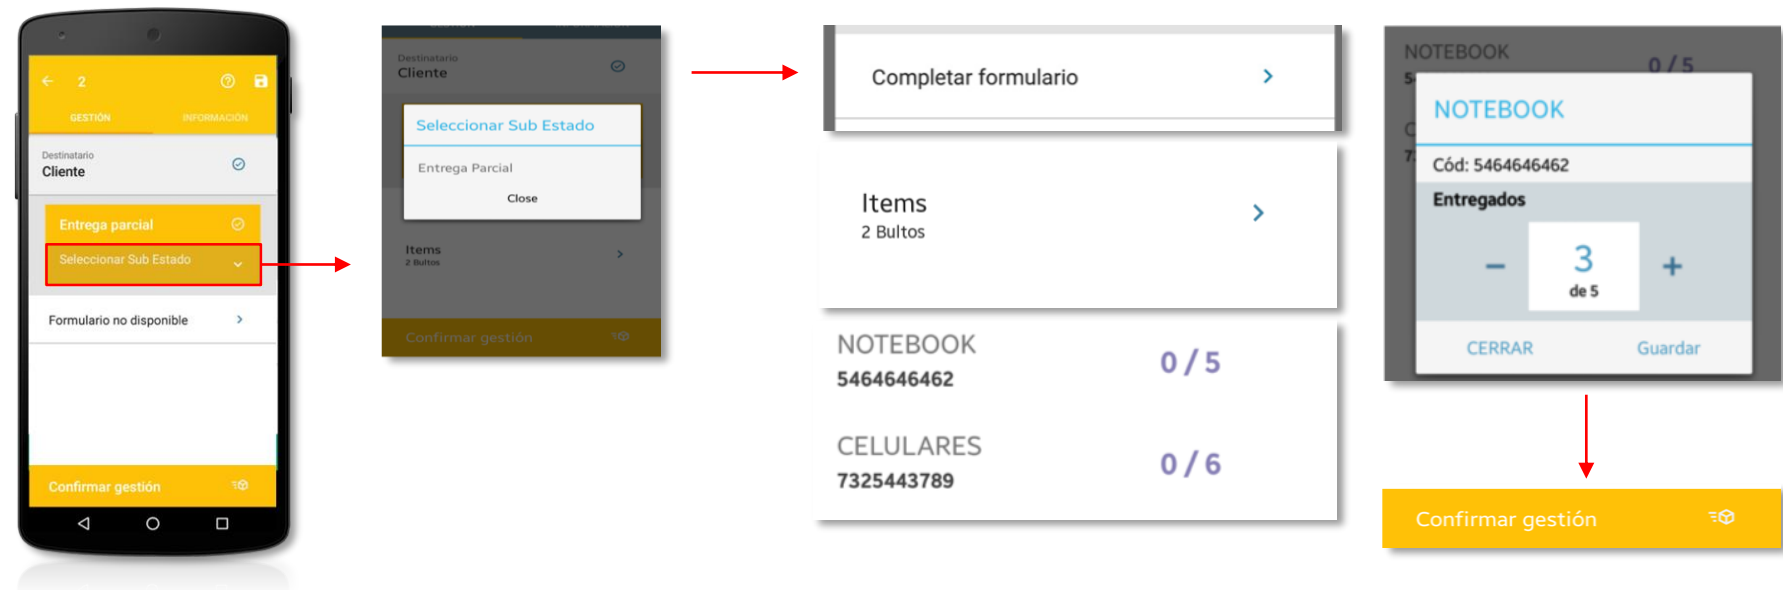 2
GESTIÓN
INFORMACIÓN
Destinatario
Cliente
Entrega parcial
Seleccionar Sub Estado
Formulario no disponible
Confirmar gestión
Destinatario
Cliente
Seleccionar Sub Estado
Entrega Parcial
Close
Items
2 Bultos
Confirmar gestión
Completar formulario
Items
2 Bultos
NOTEBOOK
5464646462
0 / 5
CELULARES
7325443789
0 / 6
NOTEBOOK
0 / 5
NOTEBOOK
Cód: 5464646462
Entregados
3
de 5
CERRAR
Guardar
Confirmar gestión